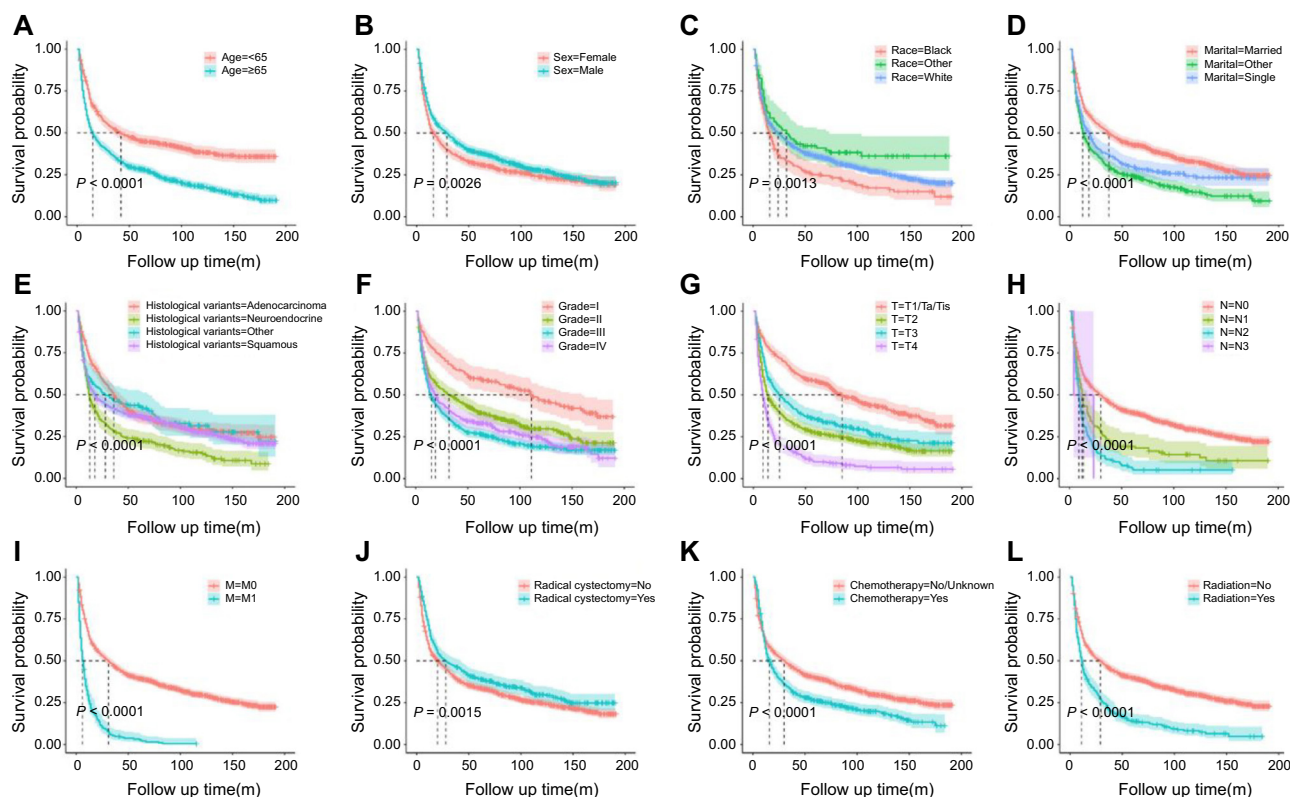 A
Survival probability
1.00
0.75
0.50
0.25
0.00
Age=<65
Age=≥65
P < 0.0001
0 50 100 150 200
Follow up time(m)
B
Survival probability
1.00
0.75
0.50
0.25
0.00
Sex=Female
Sex=Male
P = 0.0026
0 50 100 150 200
Follow up time(m)
C
Survival probability
1.00
0.75
0.50
0.25
0.00
Race=Black
Race=Other
Race=White
P = 0.0013
0 50 100 150 200
Follow up time(m)
D
Survival probability
1.00
0.75
0.50
0.25
0.00
Marital=Married
Marital=Other
Marital=Single
P < 0.0001
0 50 100 150 200
Follow up time(m)
E
Survival probability
1.00
0.75
0.50
0.25
0.00
Histological variants=Adenocarcinoma
Histological variants=Neuroendocrine
Histological variants=Other
Histological variants=Squamous
P < 0.0001
0 50 100 150 200
Follow up time(m)
F
Survival probability
1.00
0.75
0.50
0.25
0.00
Grade=I
Grade=II
Grade=III
Grade=IV
P < 0.0001
0 50 100 150 200
Follow up time(m)
G
Survival probability
1.00
0.75
0.50
0.25
0.00
T=T1/Ta/Tis
T=T2
T=T3
T=T4
P < 0.0001
0 50 100 150 200
Follow up time(m)
H
Survival probability
1.00
0.75
0.50
0.25
0.00
N=N0
N=N1
N=N2
N=N3
P < 0.0001
0 50 100 150 200
Follow up time(m)
I
Survival probability
1.00
0.75
0.50
0.25
0.00
M=M0
M=M1
P < 0.0001
0 50 100 150 200
Follow up time(m)
J
Survival probability
1.00
0.75
0.50
0.25
0.00
Radical cystectomy=No
Radical cystectomy=Yes
P = 0.0015
0 50 100 150 200
Follow up time(m)
K
Survival probability
1.00
0.75
0.50
0.25
0.00
Chemotherapy=No/Unknown
Chemotherapy=Yes
P < 0.0001
0 50 100 150 200
Follow up time(m)
L
Survival probability
1.00
0.75
0.50
0.25
0.00
Radiation=No
Radiation=Yes
P < 0.0001
0 50 100 150 200
Follow up time(m)